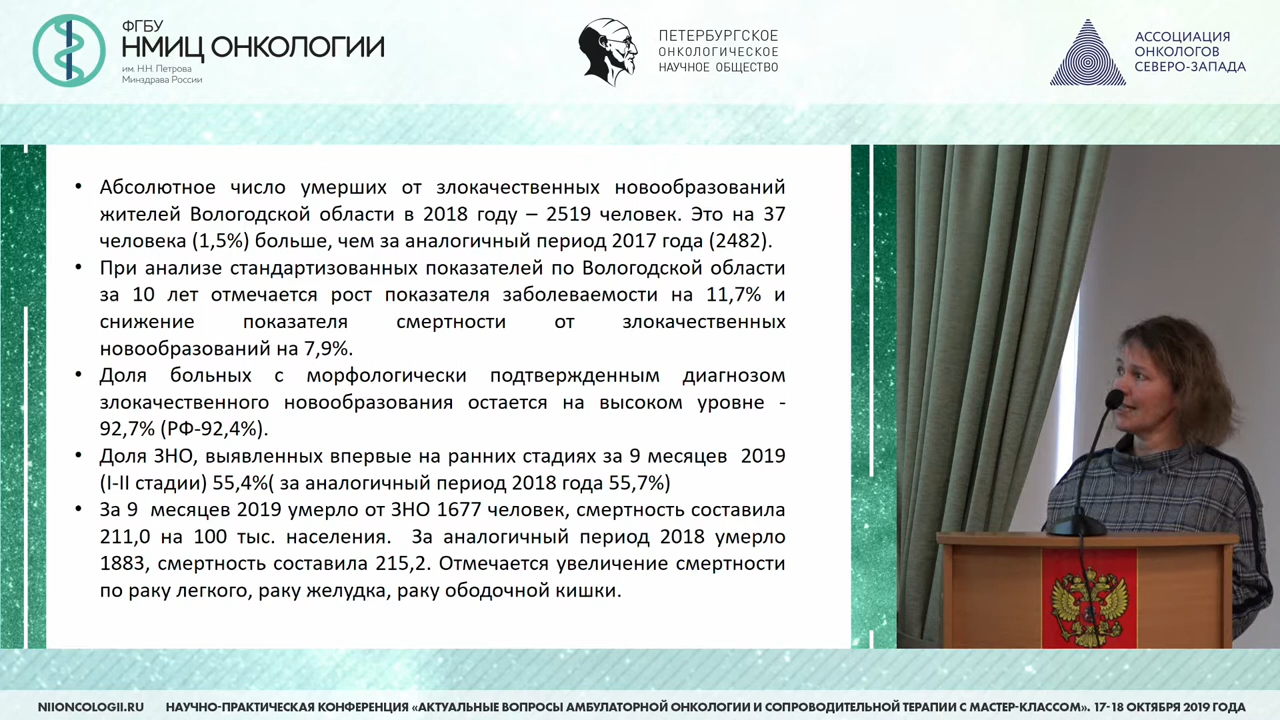 ФГБУ
НМИЦ ОНКОЛОГИИ
им. Н.Н. Петрова
Минздрава России
ПЕТЕРБУРГСКОЕ
ОНКОЛОГИЧЕСКОЕ
НАУЧНОЕ ОБЩЕСТВО
АССОЦИАЦИЯ
ОНКОЛОГОВ
СЕВЕРО-ЗАПАДА
• Абсолютное число умерших от злокачественных новообразований
жителей Вологодской области в 2018 году – 2519 человек. Это на 37
человека (1,5%) больше, чем за аналогичный период 2017 года (2482).
• При анализе стандартизованных показателей по Вологодской области
за 10 лет отмечается рост показателя заболеваемости на 11,7% и
снижение показателя смертности от злокачественных
новообразований на 7,9%.
• Доля больных с морфологически подтвержденным диагнозом
злокачественного новообразования остается на высоком уровне -
92,7% (РФ-92,4%).
• Доля ЗНО, выявленных впервые на ранних стадиях за 9 месяцев 2019
(I-II стадии) 55,4%( за аналогичный период 2018 года 55,7%)
• За 9 месяцев 2019 умерло от ЗНО 1677 человек, смертность составила
211,0 на 100 тыс. населения. За аналогичный период 2018 умерло
1883, смертность составила 215,2. Отмечается увеличение смертности
по раку легкого, раку желудка, раку ободочной кишки.
NIIONCOLOGII.RU НАУЧНО-ПРАКТИЧЕСКАЯ КОНФЕРЕНЦИЯ «АКТУАЛЬНЫЕ ВОПРОСЫ АМБУЛАТОРНОЙ ОНКОЛОГИИ И СОПРОВОДИТЕЛЬНОЙ ТЕРАПИИ С МАСТЕР-КЛАССОМ». 17-18 ОКТЯБРЯ 2019 ГОДА